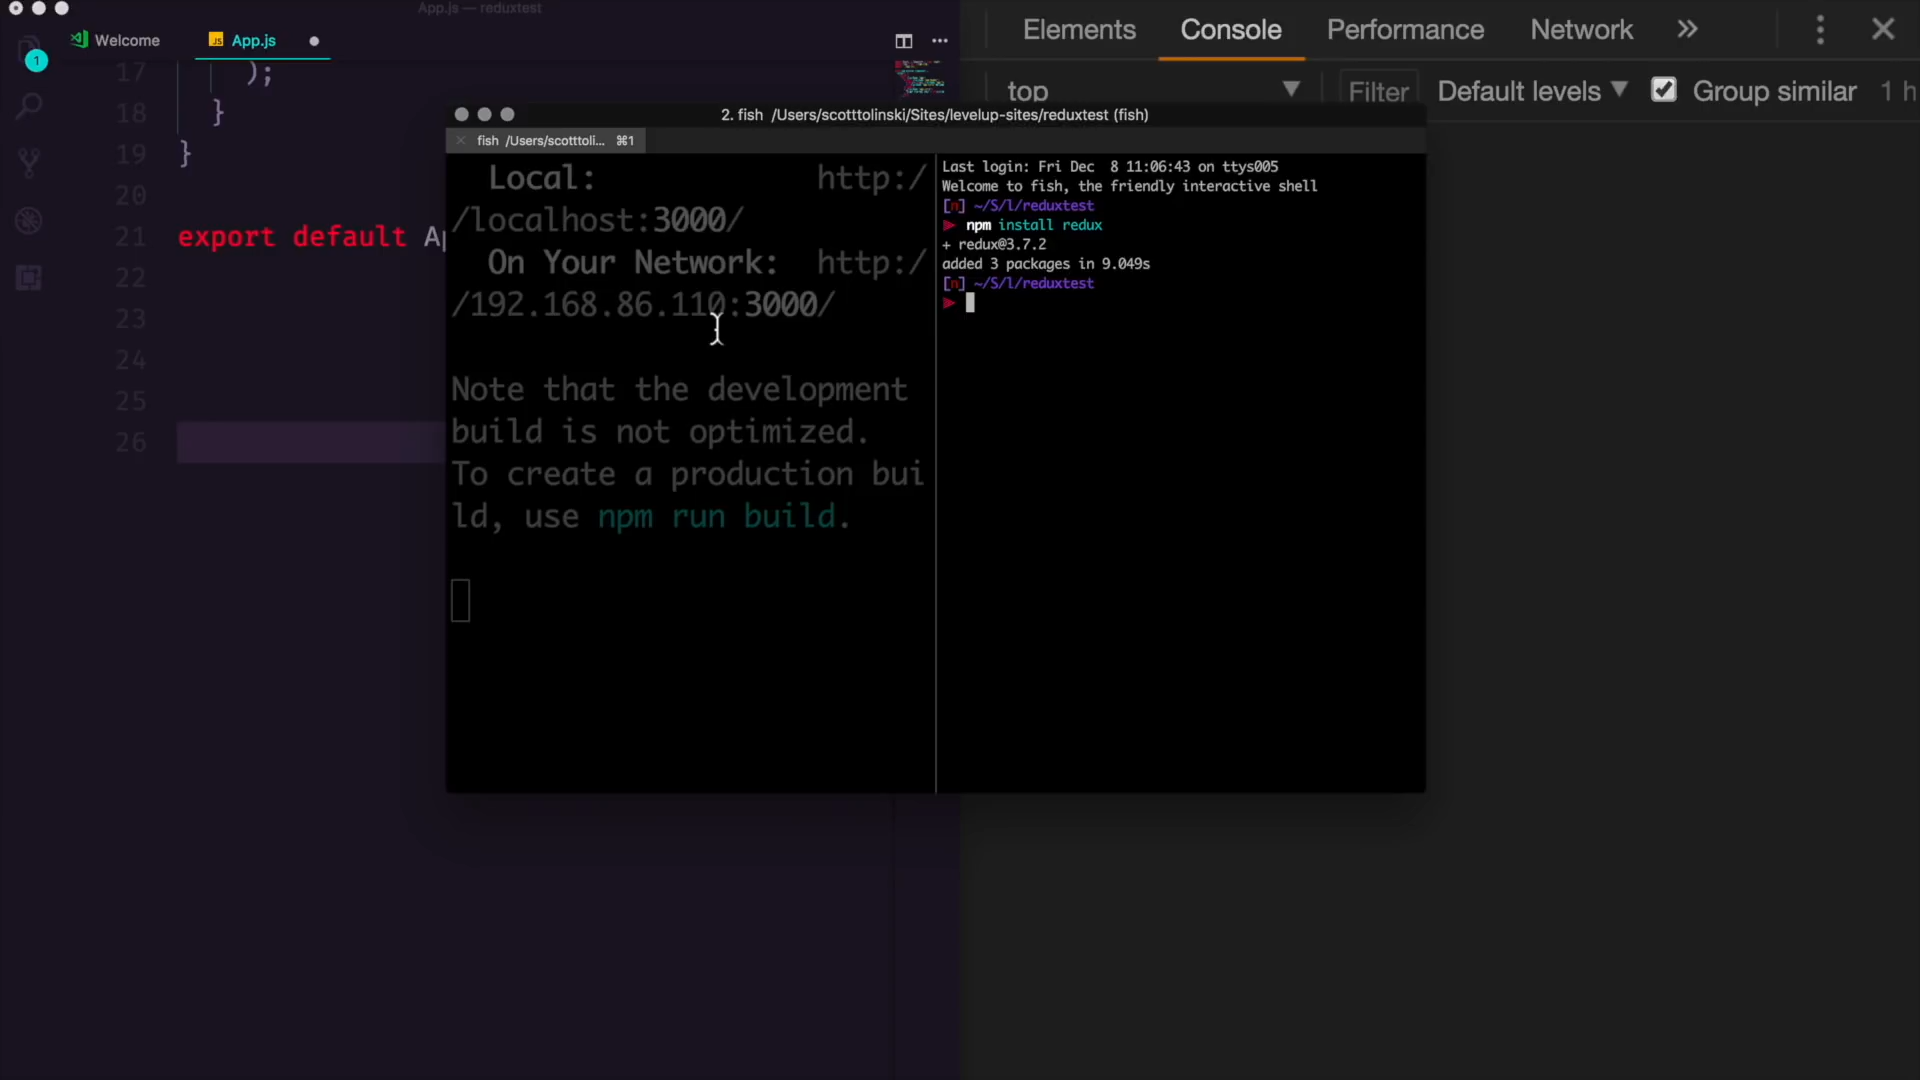 App.js — reduxtest
Welcome
App.js
1
17 );
18 }
19 }
20
21 export default Ap
22
23
24
25
26
Elements Console Performance Network »
top Filter Default levels Group similar 1 h
2. fish /Users/scotttolinski/Sites/levelup-sites/reduxtest (fish)
fish /Users/scotttoli... ⌘1
Local: http:/
/localhost:3000/
On Your Network: http:/
/192.168.86.110:3000/
Note that the development
build is not optimized.
To create a production bui
ld, use npm run build.
Last login: Fri Dec  8 11:06:43 on ttys005
Welcome to fish, the friendly interactive shell
[n] ~/S/l/reduxtest
npm install redux
+ redux@3.7.2
added 3 packages in 9.049s
[n] ~/S/l/reduxtest